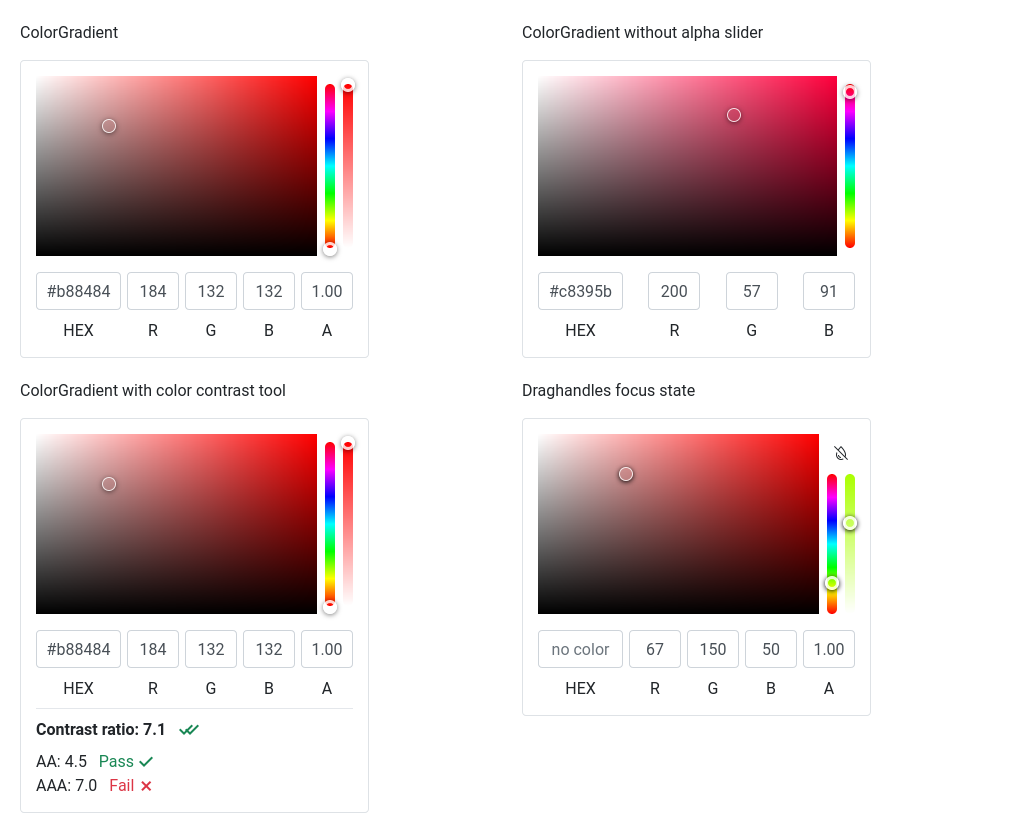 ColorGradient
#b88484 184 132 132 1.00
HEX R G B A
ColorGradient without alpha slider
#c8395b 200 57 91
HEX R G B
ColorGradient with color contrast tool
#b88484 184 132 132 1.00
HEX R G B A
Contrast ratio: 7.1
AA: 4.5 Pass
AAA: 7.0 Fail
Draghandles focus state
no color 67 150 50 1.00
HEX R G B A